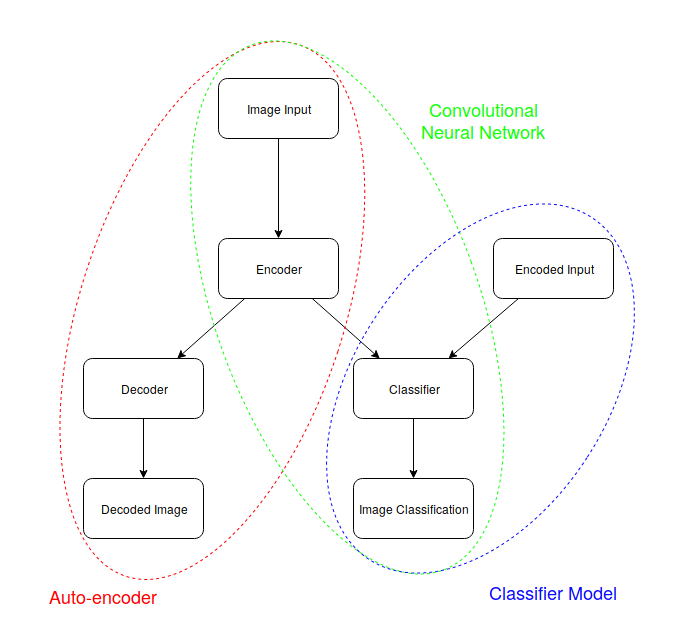 Image Input
Convolutional
Neural Network
Encoder
Encoded Input
Decoder
Classifier
Decoded Image
Image Classification
Auto-encoder
Classifier Model